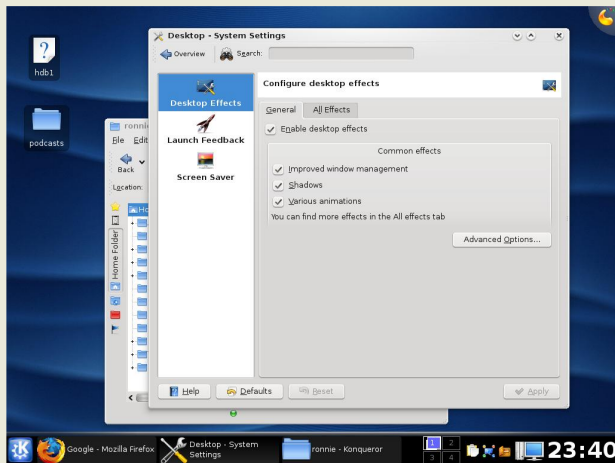 Desktop - System Settings
Overview
Search:
hdb1
podcasts
Desktop Effects
Launch Feedback
Screen Saver
Configure desktop effects
General
All Effects
Enable desktop effects
Common effects
Improved window management
Shadows
Various animations
You can find more effects in the All effects tab
Advanced Options...
ronnie
File Edit
Back
Location:
Ho
Home Folder
Help
Defaults
Reset
Apply
Google - Mozilla Firefox
Desktop - System Settings
ronnie - Konqueror
1 2
3 4
23:40